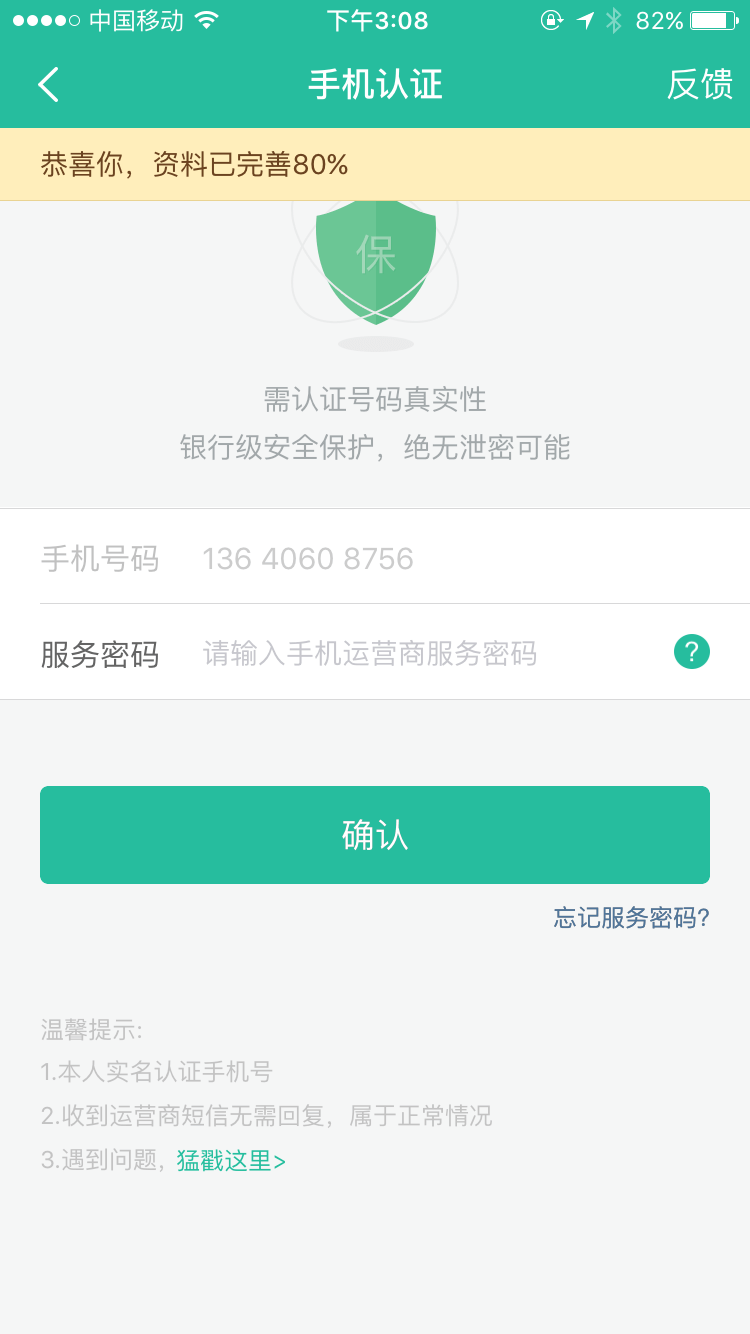 中国移动 下午3:08 82%
手机认证 反馈
恭喜你，资料已完善80%
保
需认证号码真实性
银行级安全保护，绝无泄密可能
手机号码 136 4060 8756
服务密码 请输入手机运营商服务密码 ?
确认
忘记服务密码?
温馨提示:
1.本人实名认证手机号
2.收到运营商短信无需回复，属于正常情况
3.遇到问题，猛戳这里>